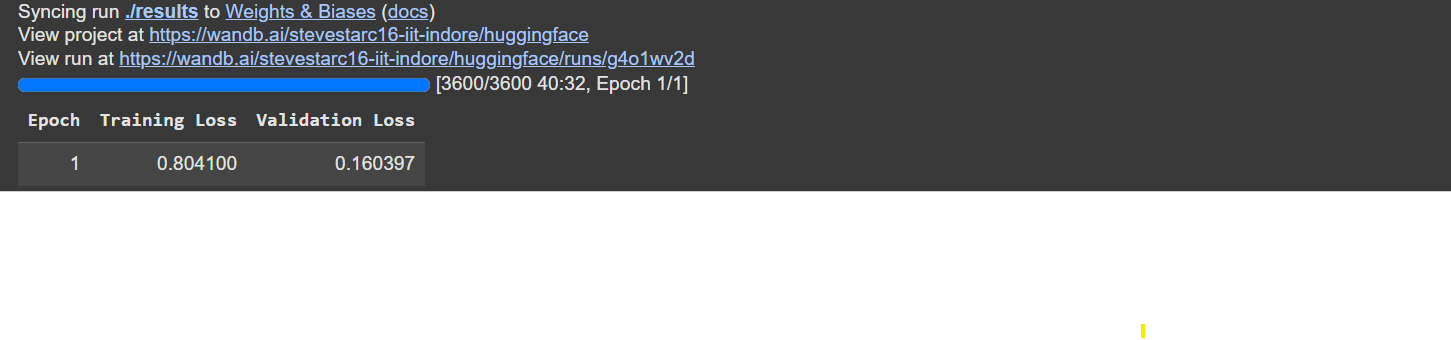 Syncing run ./results to Weights & Biases (docs)
View project at https://wandb.ai/stevestarc16-iit-indore/huggingface
View run at https://wandb.ai/stevestarc16-iit-indore/huggingface/runs/g4o1wv2d
[3600/3600 40:32, Epoch 1/1]
Epoch Training Loss Validation Loss
1 0.804100 0.160397